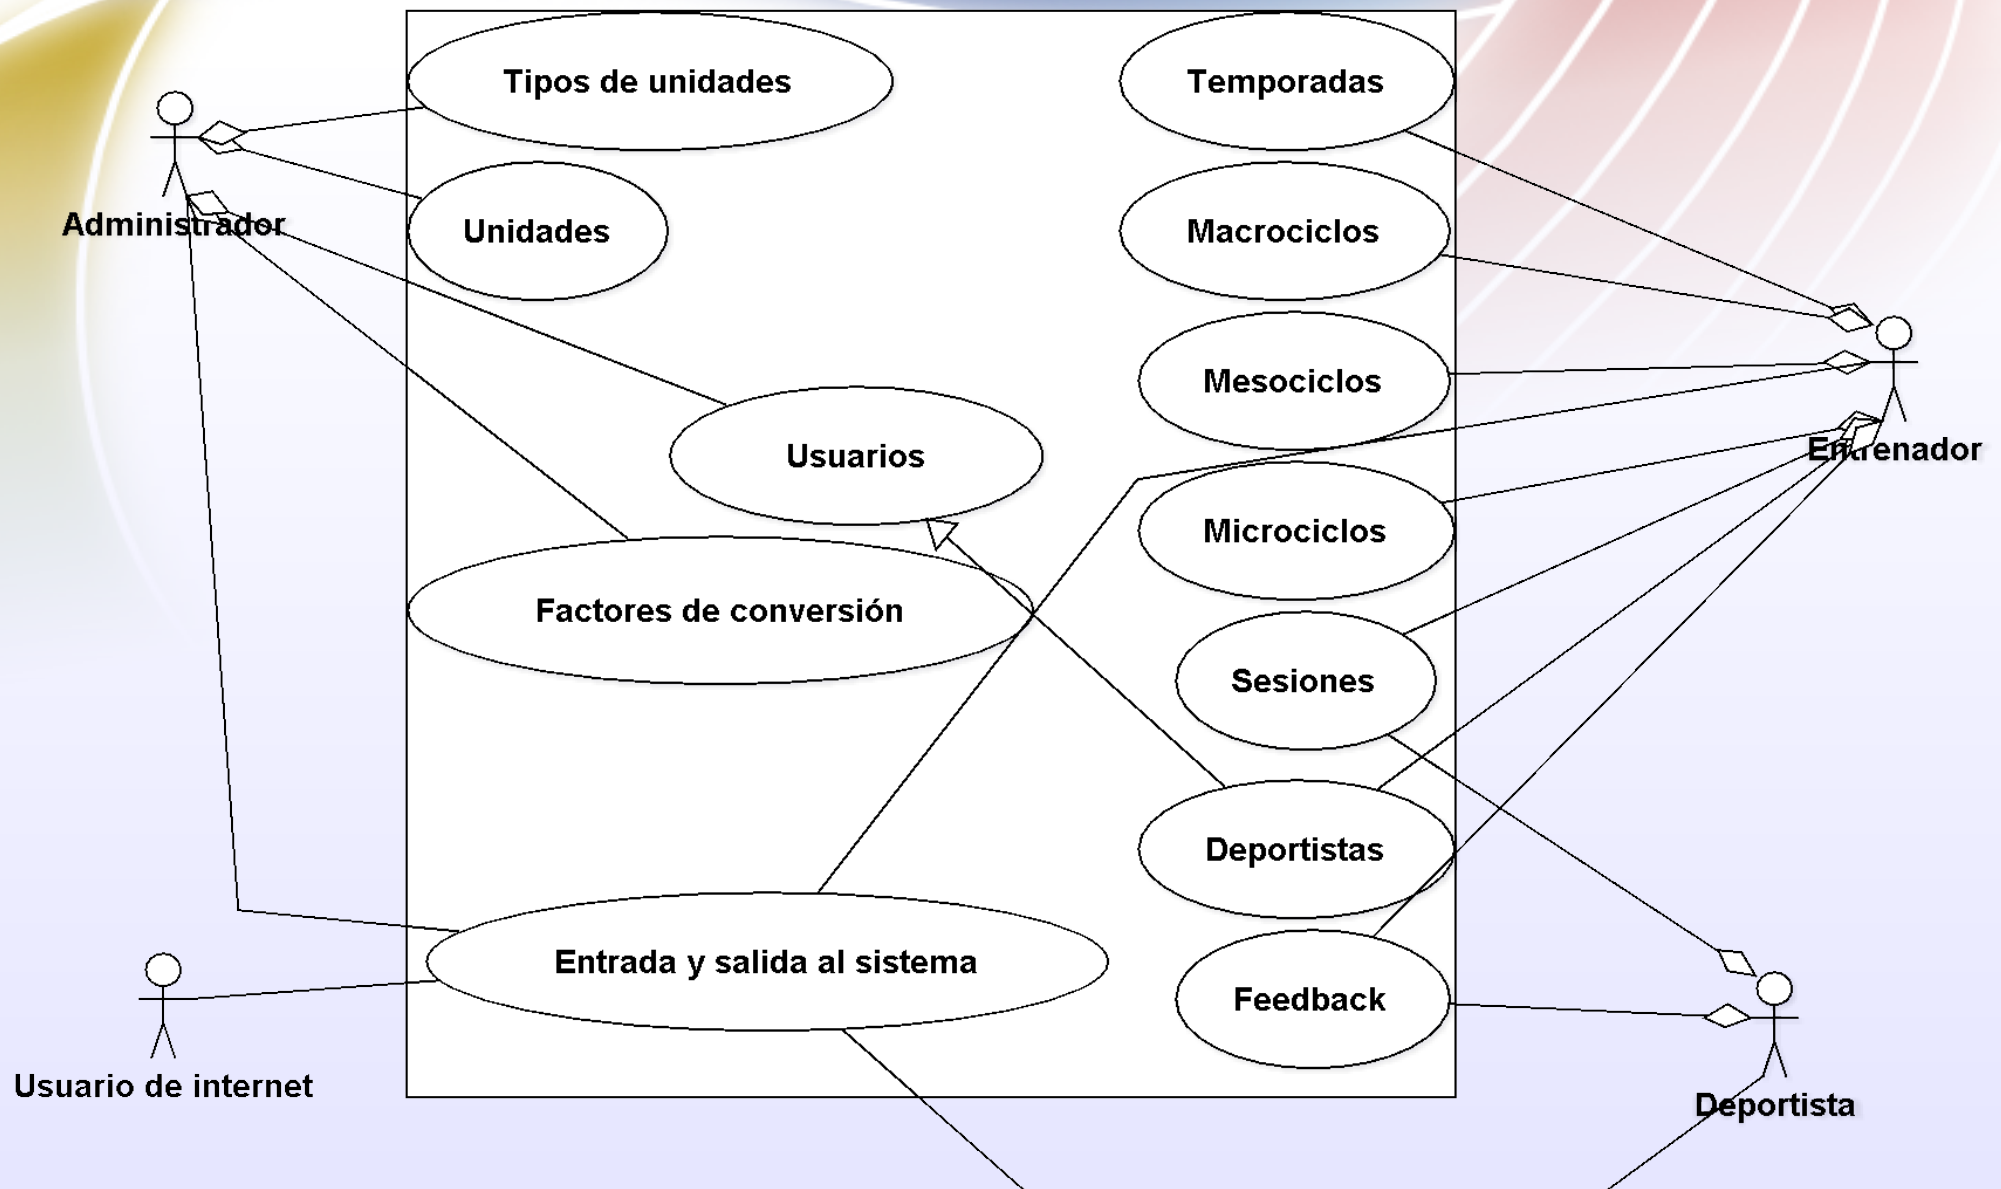 Tipos de unidades
Temporadas
Administrador
Unidades
Macrociclos
Mesociclos
Entrenador
Usuarios
Microciclos
Factores de conversión
Sesiones
Deportistas
Entrada y salida al sistema
Feedback
Usuario de internet
Deportista